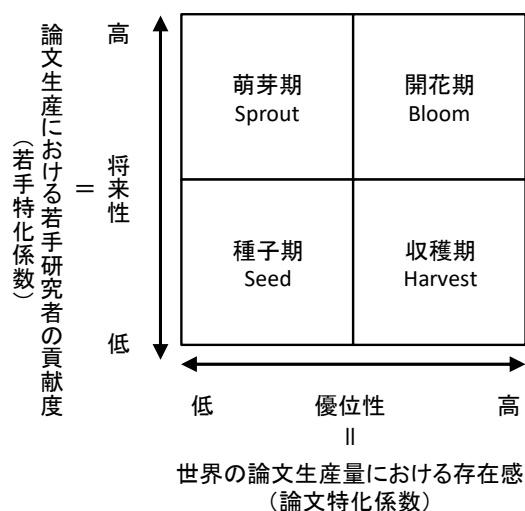 論文生産における若手研究者の貢献度
(若手特化係数)
=
高
将来性
低
萌芽期
Sprout
開花期
Bloom
種子期
Seed
収穫期
Harvest
低
優位性
高
=
世界の論文生産量における存在感
(論文特化係数)